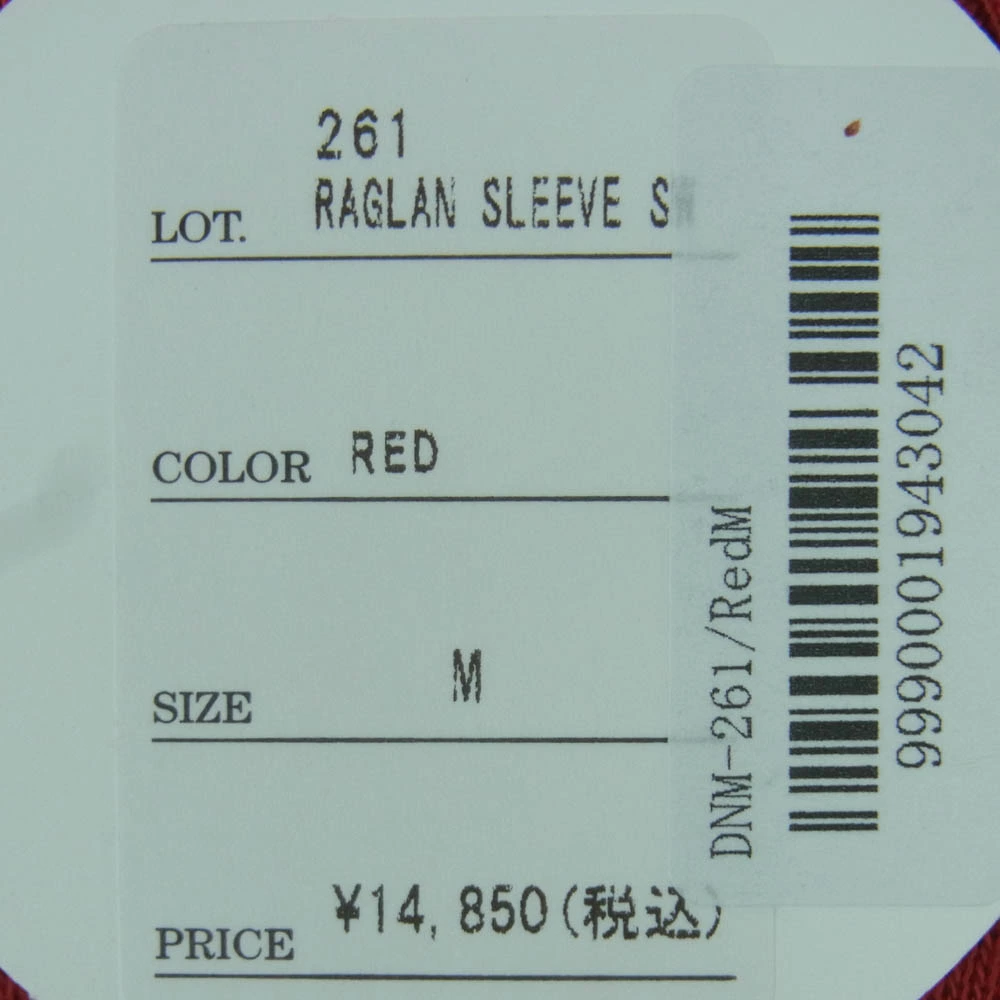 261
LOT. RAGLAN SLEEVE S
COLOR RED
SIZE M
PRICE ¥14,850(税込)
DNM-261/RedM
9990001943042